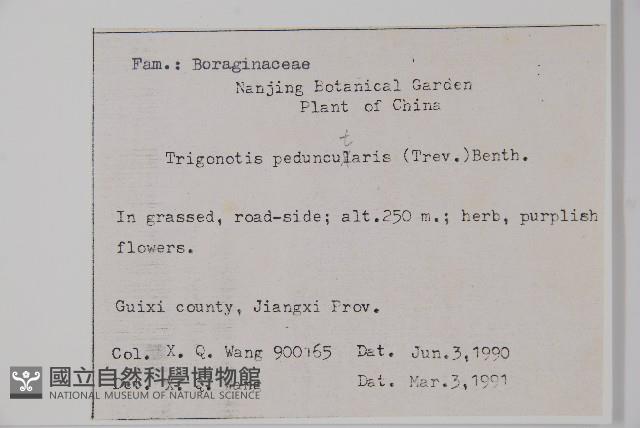 Fam.: Boraginaceae
Nanjing Botanical Garden
Plant of China
t
Trigonotis peduncularis (Trev.)Benth.
In grassed, road-side; alt.250 m.; herb, purplish
flowers.
Guixi county, Jiangxi Prov.
Col. X. Q. Wang 900165 Dat. Jun.3,1990
Det. X. Q. Wang Dat. Mar.3,1991
國立自然科學博物館
NATIONAL MUSEUM OF NATURAL SCIENCE